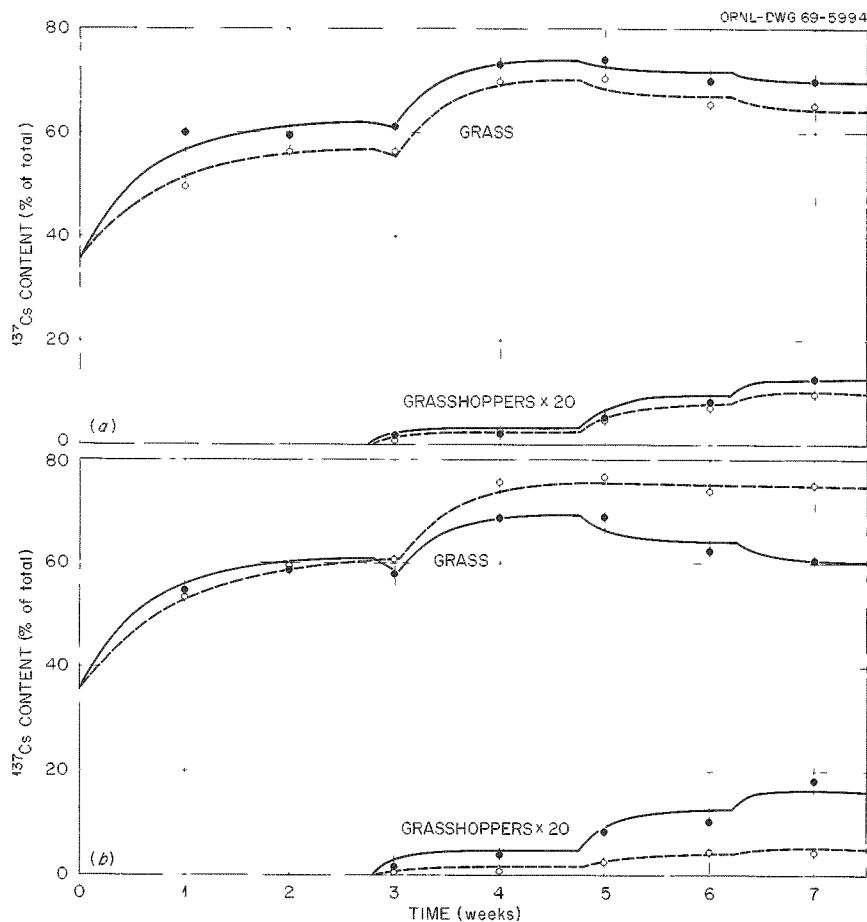 ORNL-DWG 69-5994
80
60
40
20
0
¹³⁷Cs CONTENT (% of total)
GRASS
GRASSHOPPERS × 20
(a)
80
60
40
20
0
¹³⁷Cs CONTENT (% of total)
GRASS
GRASSHOPPERS × 20
(b)
0 1 2 3 4 5 6 7
TIME (weeks)